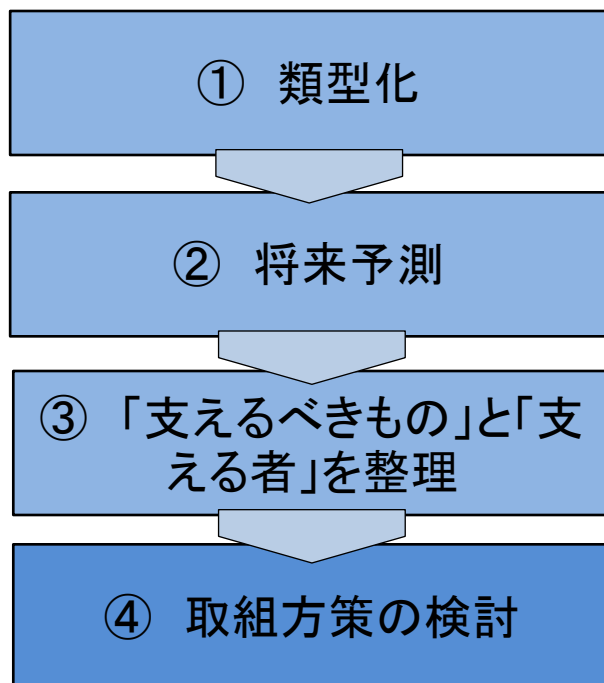 ① 類型化
② 将来予測
③ 「支えるべきもの」と「支
える者」を整理
④ 取組方策の検討